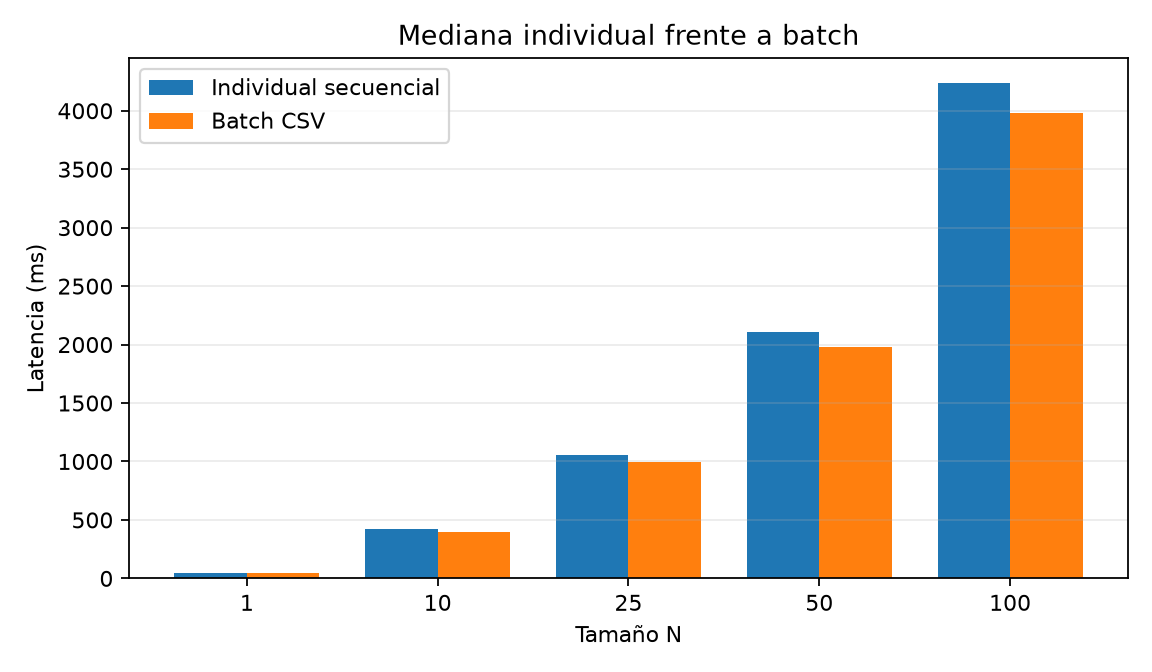 Mediana individual frente a batch
Individual secuencial
Batch CSV
Latencia (ms)
4000
3500
3000
2500
2000
1500
1000
500
0
1 10 25 50 100
Tamaño N